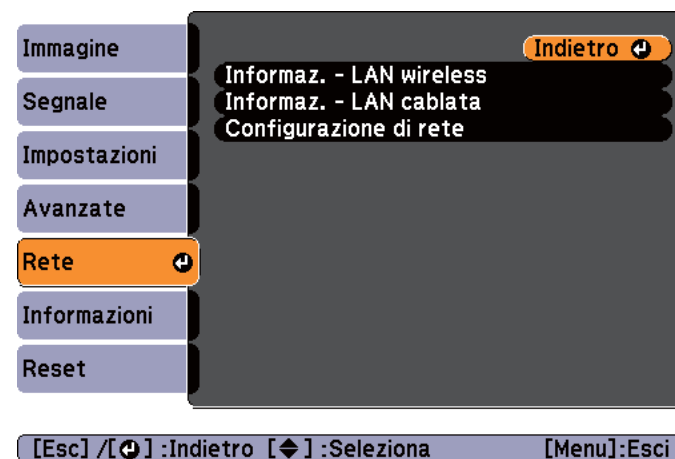 Immagine
Segnale
Impostazioni
Avanzate
Rete
Informazioni
Reset
Indietro
Informaz. - LAN wireless
Informaz. - LAN cablata
Configurazione di rete
[Esc] /[⏎] :Indietro [◆] :Seleziona [Menu]:Esci